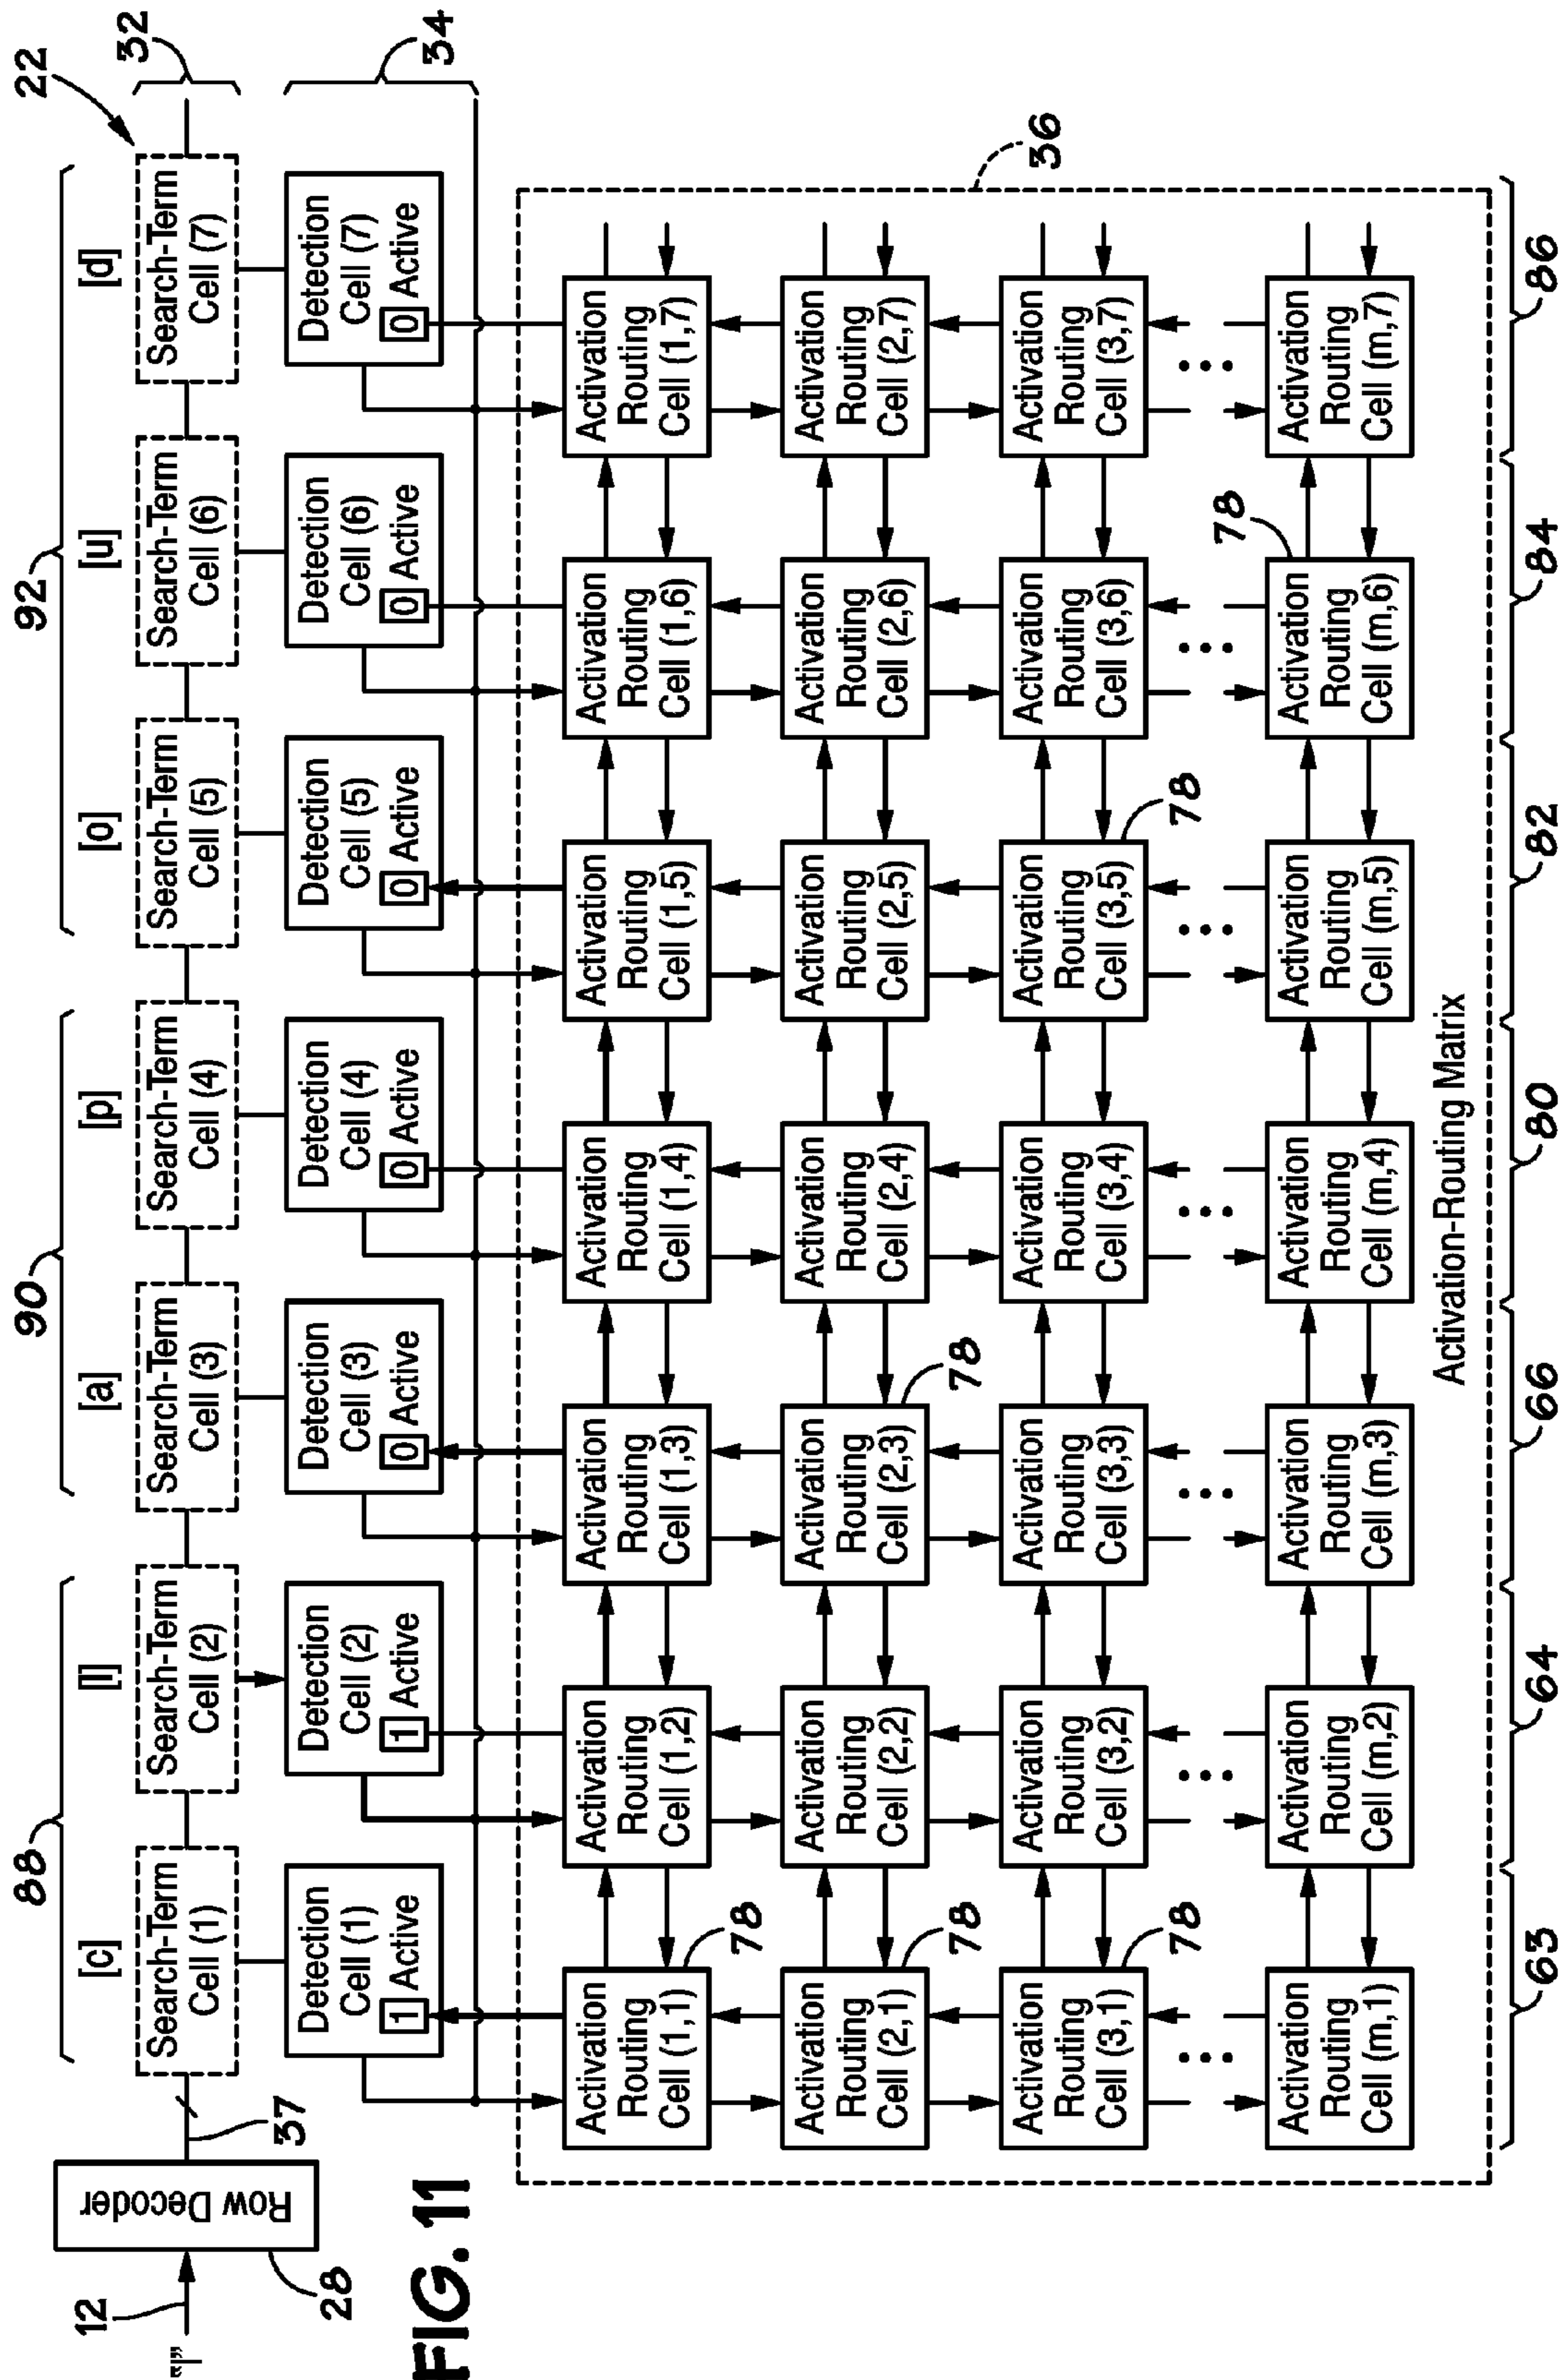 88
90
92
22
[c]
[l]
[a]
[p]
[o]
[u]
[d]
"l"
12
Row Decoder
28
37
Search-Term
Cell (1)
Search-Term
Cell (2)
Search-Term
Cell (3)
Search-Term
Cell (4)
Search-Term
Cell (5)
Search-Term
Cell (6)
Search-Term
Cell (7)
32
Detection
Cell (1)
1 Active
Detection
Cell (2)
1 Active
Detection
Cell (3)
0 Active
Detection
Cell (4)
0 Active
Detection
Cell (5)
0 Active
Detection
Cell (6)
0 Active
Detection
Cell (7)
0 Active
34
FIG. 11
36
Activation
Routing
Cell (1,1)
78
Activation
Routing
Cell (1,2)
Activation
Routing
Cell (1,3)
Activation
Routing
Cell (1,4)
Activation
Routing
Cell (1,5)
Activation
Routing
Cell (1,6)
Activation
Routing
Cell (1,7)
Activation
Routing
Cell (2,1)
78
Activation
Routing
Cell (2,2)
Activation
Routing
Cell (2,3)
78
Activation
Routing
Cell (2,4)
Activation
Routing
Cell (2,5)
Activation
Routing
Cell (2,6)
Activation
Routing
Cell (2,7)
Activation
Routing
Cell (3,1)
78
Activation
Routing
Cell (3,2)
Activation
Routing
Cell (3,3)
Activation
Routing
Cell (3,4)
Activation
Routing
Cell (3,5)
78
Activation
Routing
Cell (3,6)
Activation
Routing
Cell (3,7)
Activation
Routing
Cell (m,1)
Activation
Routing
Cell (m,2)
Activation
Routing
Cell (m,3)
Activation
Routing
Cell (m,4)
Activation
Routing
Cell (m,5)
Activation
Routing
Cell (m,6)
78
Activation
Routing
Cell (m,7)
Activation-Routing Matrix
63
64
66
80
82
84
86